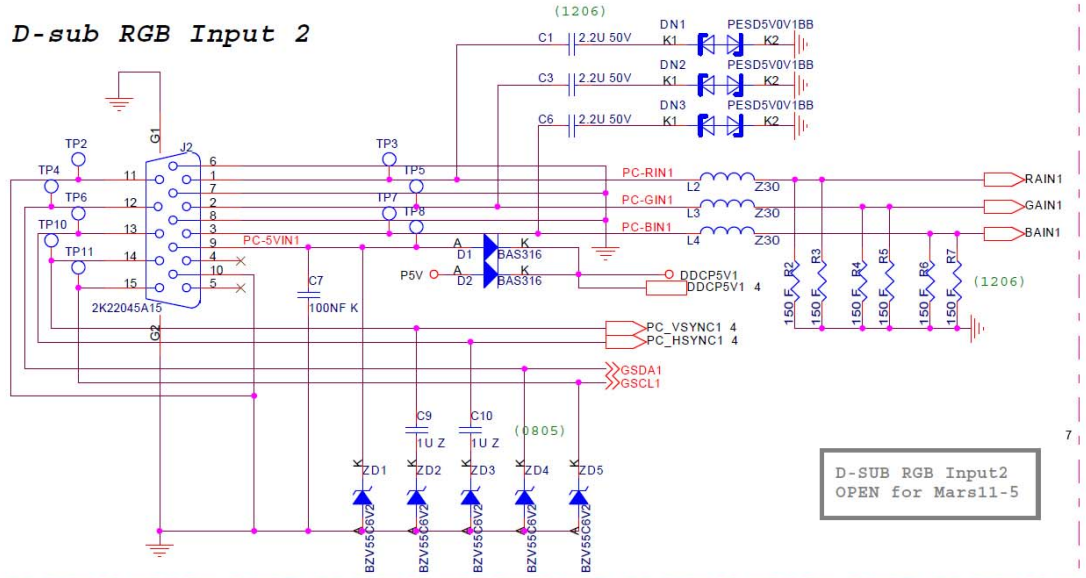 D-sub RGB Input 2
(1206)
DN1 PESD5V0V1BB
C1 2.2U 50V K1 K2
DN2 PESD5V0V1BB
C3 2.2U 50V K1 K2
DN3 PESD5V0V1BB
C6 2.2U 50V K1 K2
G1
TP2 J2 TP3
6
TP4 11 1 TP5 PC-RIN1 L2 Z30 RAIN1
7
TP6 12 2 TP7 PC-GIN1 L3 Z30 GAIN1
8
TP10 13 3 TP8 PC-BIN1 L4 Z30 BAIN1
9 PC-5VIN1 A K
TP11 14 4 D1 BAS316
10 P5V A K DDCP5V1
15 5 D2 BAS316 DDCP5V1 4
C7
2K22045A15 100NF K
150 F R2
150 F R3
150 F R4
150 F R5
150 F R6
150 F R7
(1206)
G2
PC_VSYNC1 4
PC_HSYNC1 4
GSDA1
GSCL1
C9 C10
1U Z 1U Z (0805)
7
K ZD1 K ZD2 K ZD3 K ZD4 K ZD5
A BZV55C6V2
A BZV55C6V2
A BZV55C6V2
A BZV55C6V2
A BZV55C6V2
D-SUB RGB Input2
OPEN for Mars11-5